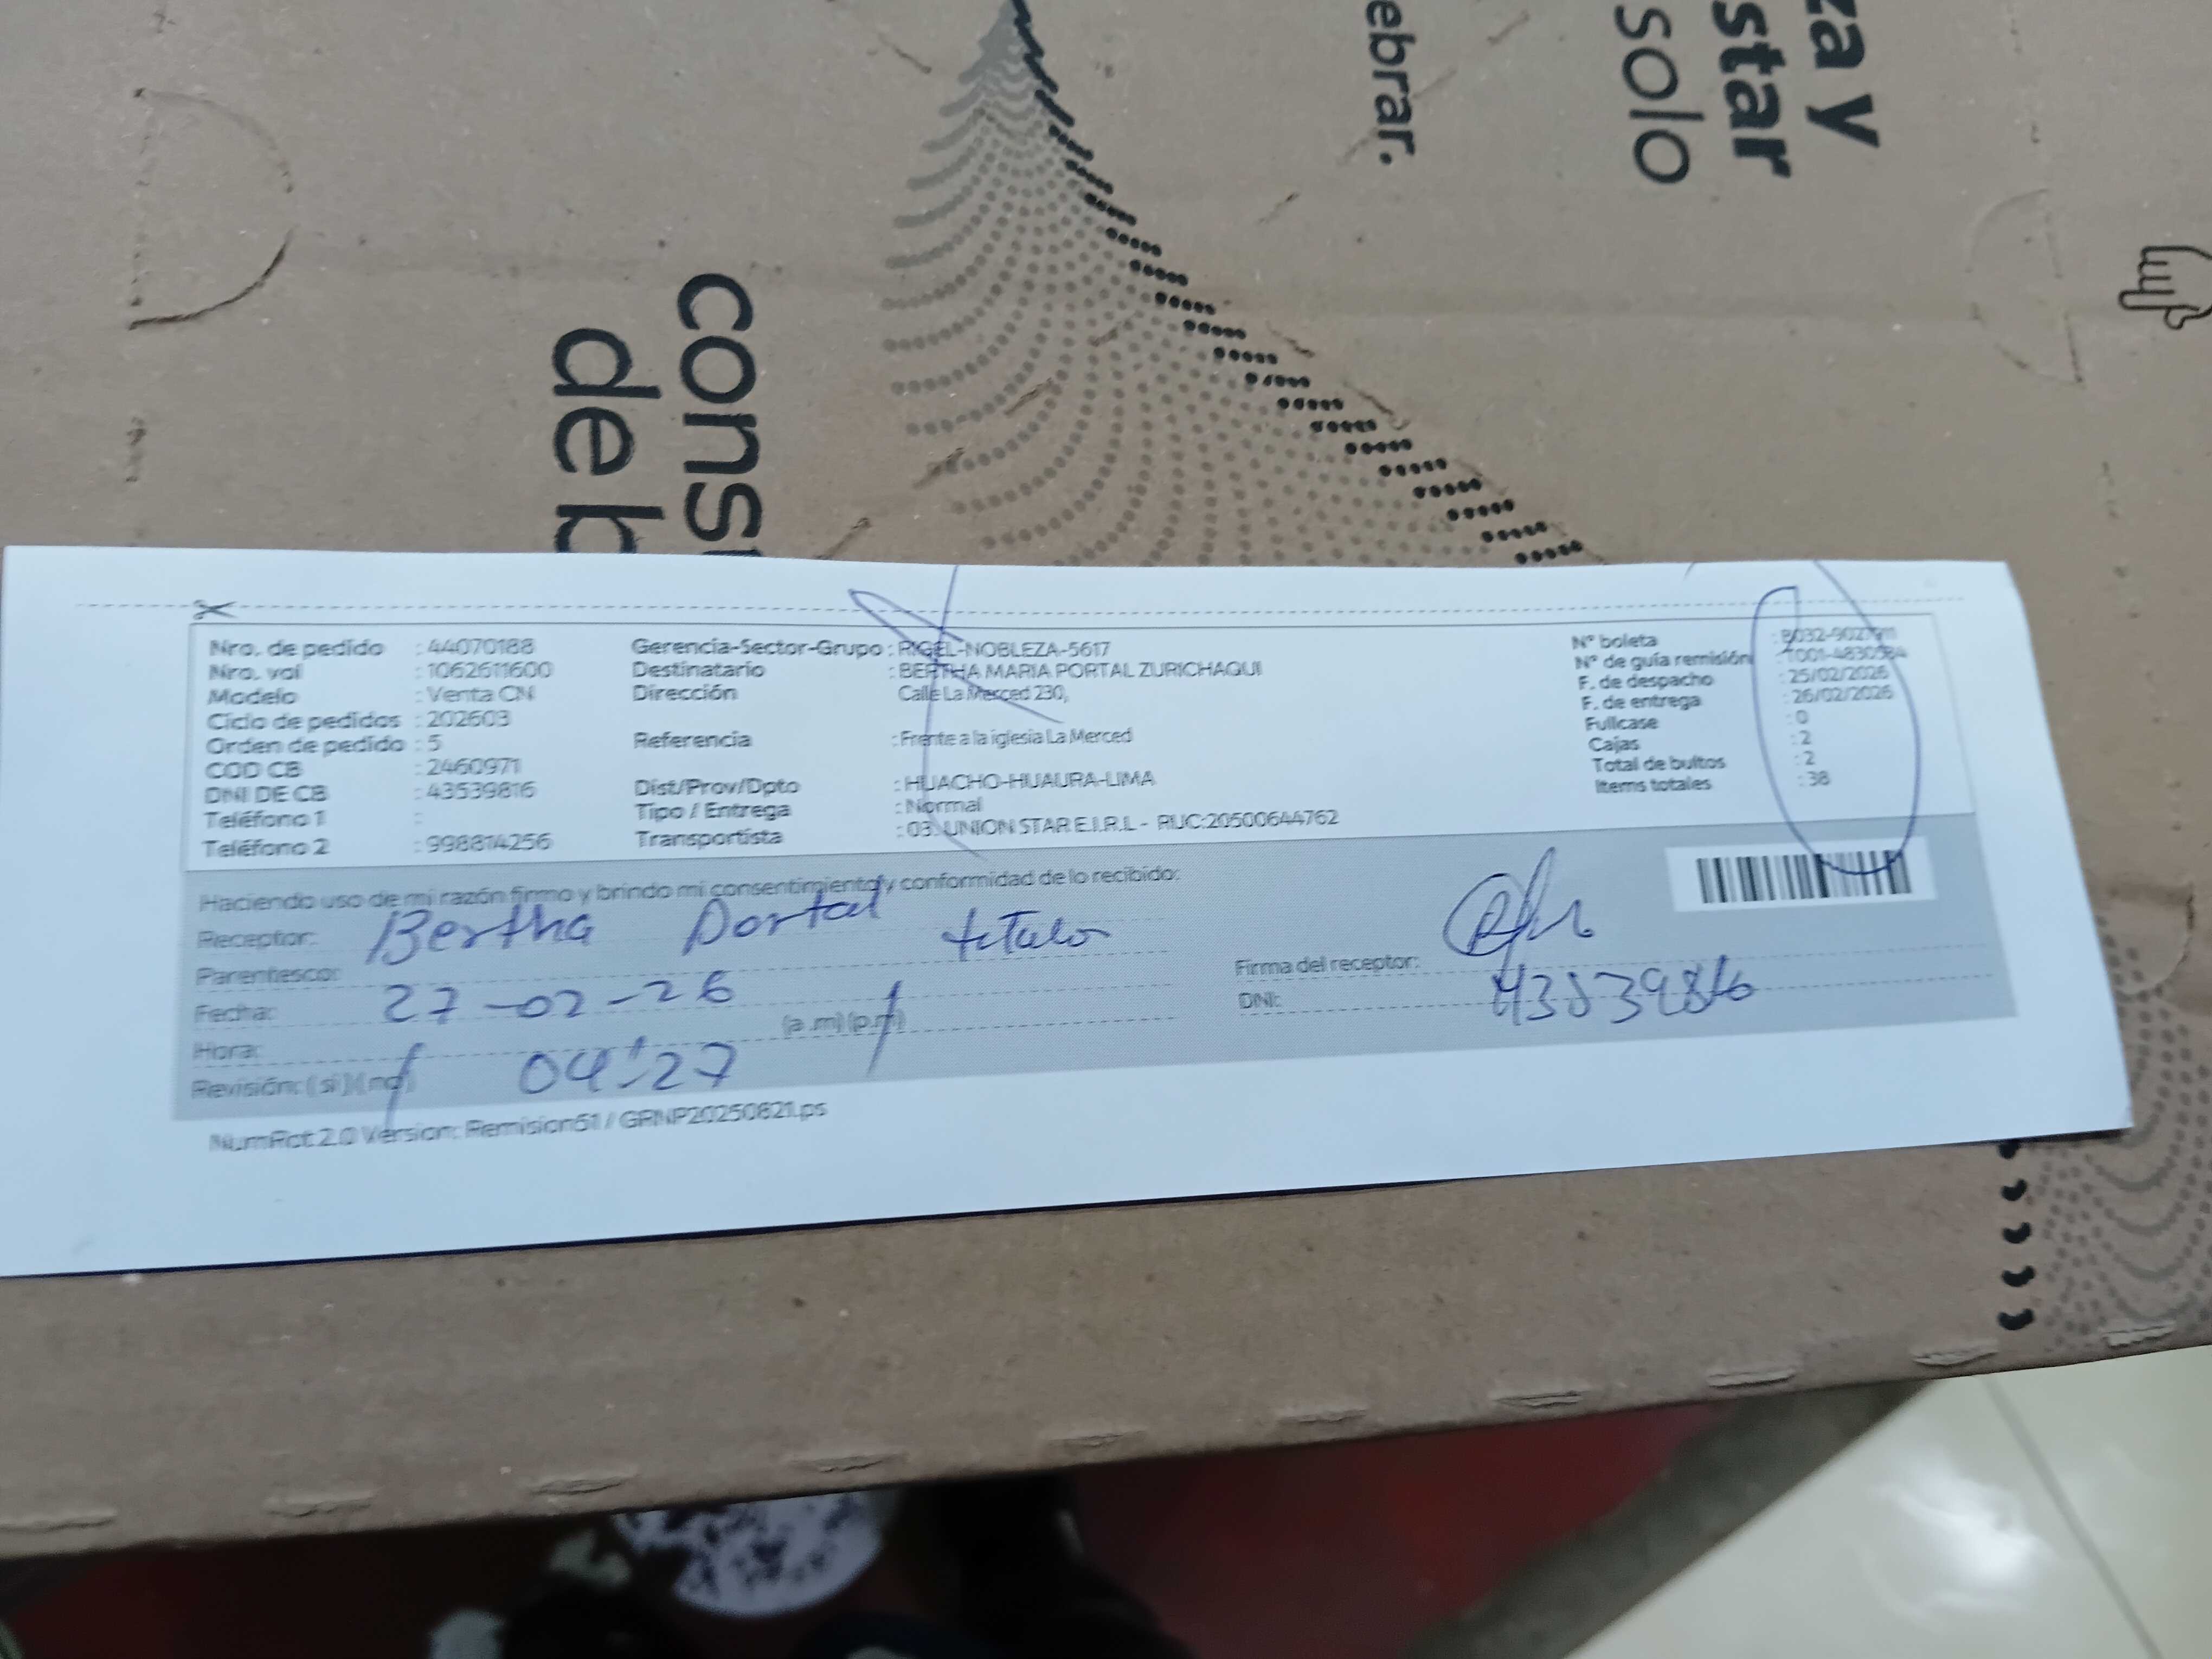 za y
star
solo
ebrar.
cons
de b
Nro. de pedido : 44070188
Nro. vol : 1062611600
Modelo : Venta CN
Ciclo de pedidos : 202603
Orden de pedido : 5
COD CB : 2460971
DNI DE CB : 43539816
Teléfono 1 :
Teléfono 2 : 998814256
Gerencia-Sector-Grupo : RIGEL-NOBLEZA-5617
Destinatario : BERTHA MARIA PORTAL ZURICHAQUI
Dirección Calle La Merced 230,
Referencia : Frente a la iglesia La Merced
Dist/Prov/Dpto : HUACHO-HUAURA-LIMA
Tipo / Entrega : Normal
Transportista : 03. UNION STAR E.I.R.L - RUC:20500644762
N° boleta : B032-9027911
N° de guía remisión :
F. de despacho : 25/02/2026
F. de entrega : 26/02/2026
Fullcase : 0
Cajas : 2
Total de bultos : 2
Items totales : 38
Haciendo uso de mi razón firmo y brindo mi consentimiento y conformidad de lo recibido:
Receptor: Bertha Portal
Parentesco: titular
Fecha: 27-02-26
Hora: 04:27 (a .m) (p.m)
Revisión: ( si ) ( no )
Firma del receptor:
DNI: 43539816
NumRot 2.0 Version: Remision61 / GRNP20250821.ps